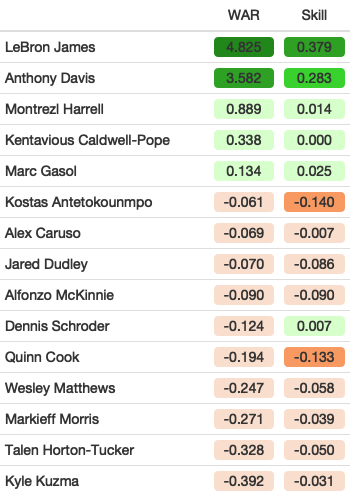 WAR Skill
LeBron James 4.825 0.379
Anthony Davis 3.582 0.283
Montrezl Harrell 0.889 0.014
Kentavious Caldwell-Pope 0.338 0.000
Marc Gasol 0.134 0.025
Kostas Antetokounmpo -0.061 -0.140
Alex Caruso -0.069 -0.007
Jared Dudley -0.070 -0.086
Alfonzo McKinnie -0.090 -0.090
Dennis Schroder -0.124 0.007
Quinn Cook -0.194 -0.133
Wesley Matthews -0.247 -0.058
Markieff Morris -0.271 -0.039
Talen Horton-Tucker -0.328 -0.050
Kyle Kuzma -0.392 -0.031